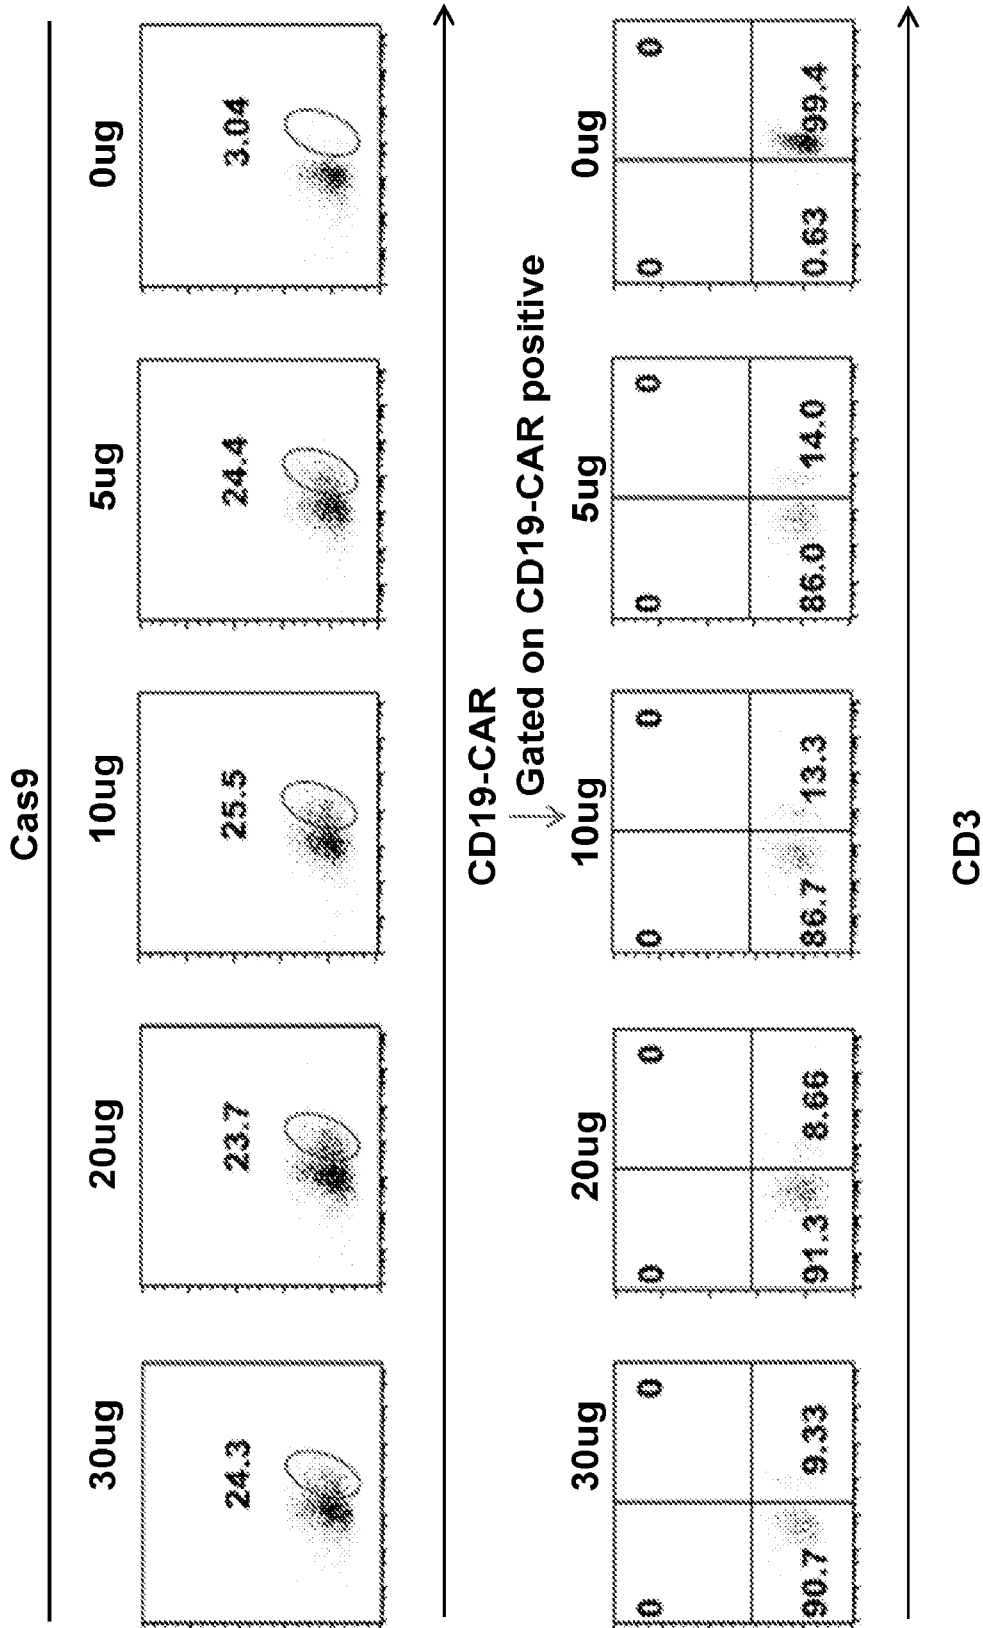 Cas9
30ug 20ug 10ug 5ug 0ug
24.3 23.7 25.5 24.4 3.04
CD19-CAR
Gated on CD19-CAR positive
30ug 20ug 10ug 5ug 0ug
0 0 0 0 0 0 0 0 0 0
90.7 9.33 91.3 8.66 86.7 13.3 86.0 14.0 0.63 99.4
CD3